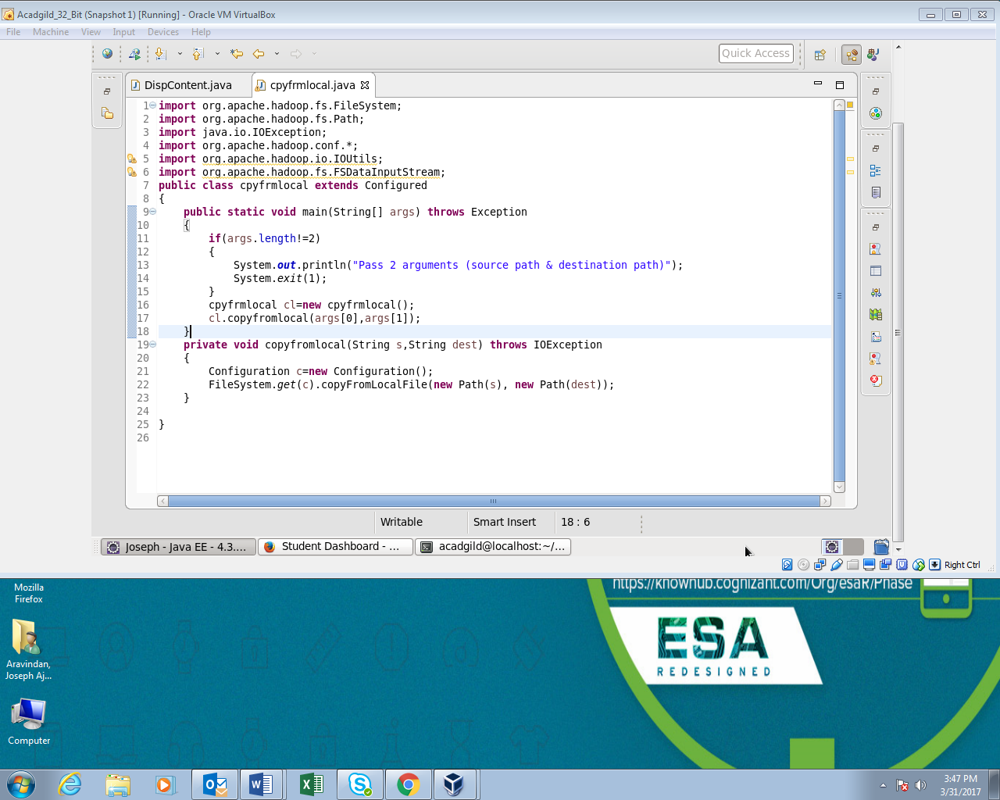 Acadgild_32_Bit (Snapshot 1) [Running] - Oracle VM VirtualBox
File Machine View Input Devices Help
Quick Access
DispContent.java cpyfrmlocal.java
1 import org.apache.hadoop.fs.FileSystem;
2 import org.apache.hadoop.fs.Path;
3 import java.io.IOException;
4 import org.apache.hadoop.conf.*;
5 import org.apache.hadoop.io.IOUtils;
6 import org.apache.hadoop.fs.FSDataInputStream;
7 public class cpyfrmlocal extends Configured
8 {
9 public static void main(String[] args) throws Exception
10 {
11 if(args.length!=2)
12 {
13 System.out.println("Pass 2 arguments (source path & destination path)");
14 System.exit(1);
15 }
16 cpyfrmlocal cl=new cpyfrmlocal();
17 cl.copyfromlocal(args[0],args[1]);
18 }
19 private void copyfromlocal(String s,String dest) throws IOException
20 {
21 Configuration c=new Configuration();
22 FileSystem.get(c).copyFromLocalFile(new Path(s), new Path(dest));
23 }
24
25 }
26
Writable Smart Insert 18 : 6
Joseph - Java EE - 4.3.... Student Dashboard - ... acadgild@localhost:~/...
Right Ctrl
https://knowhub.cognizant.com/Org/esaR/Phase
Mozilla
Firefox
ESA
REDESIGNED
Aravindan,
Joseph Aj...
Computer
3:47 PM
3/31/2017